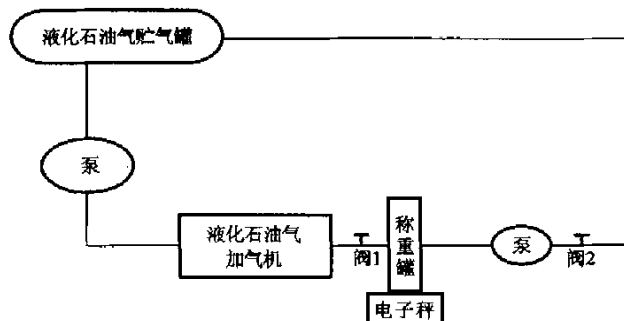 液化石油气贮气罐
泵
液化石油气
加气机
阀1
称重罐
泵
阀2
电子秤